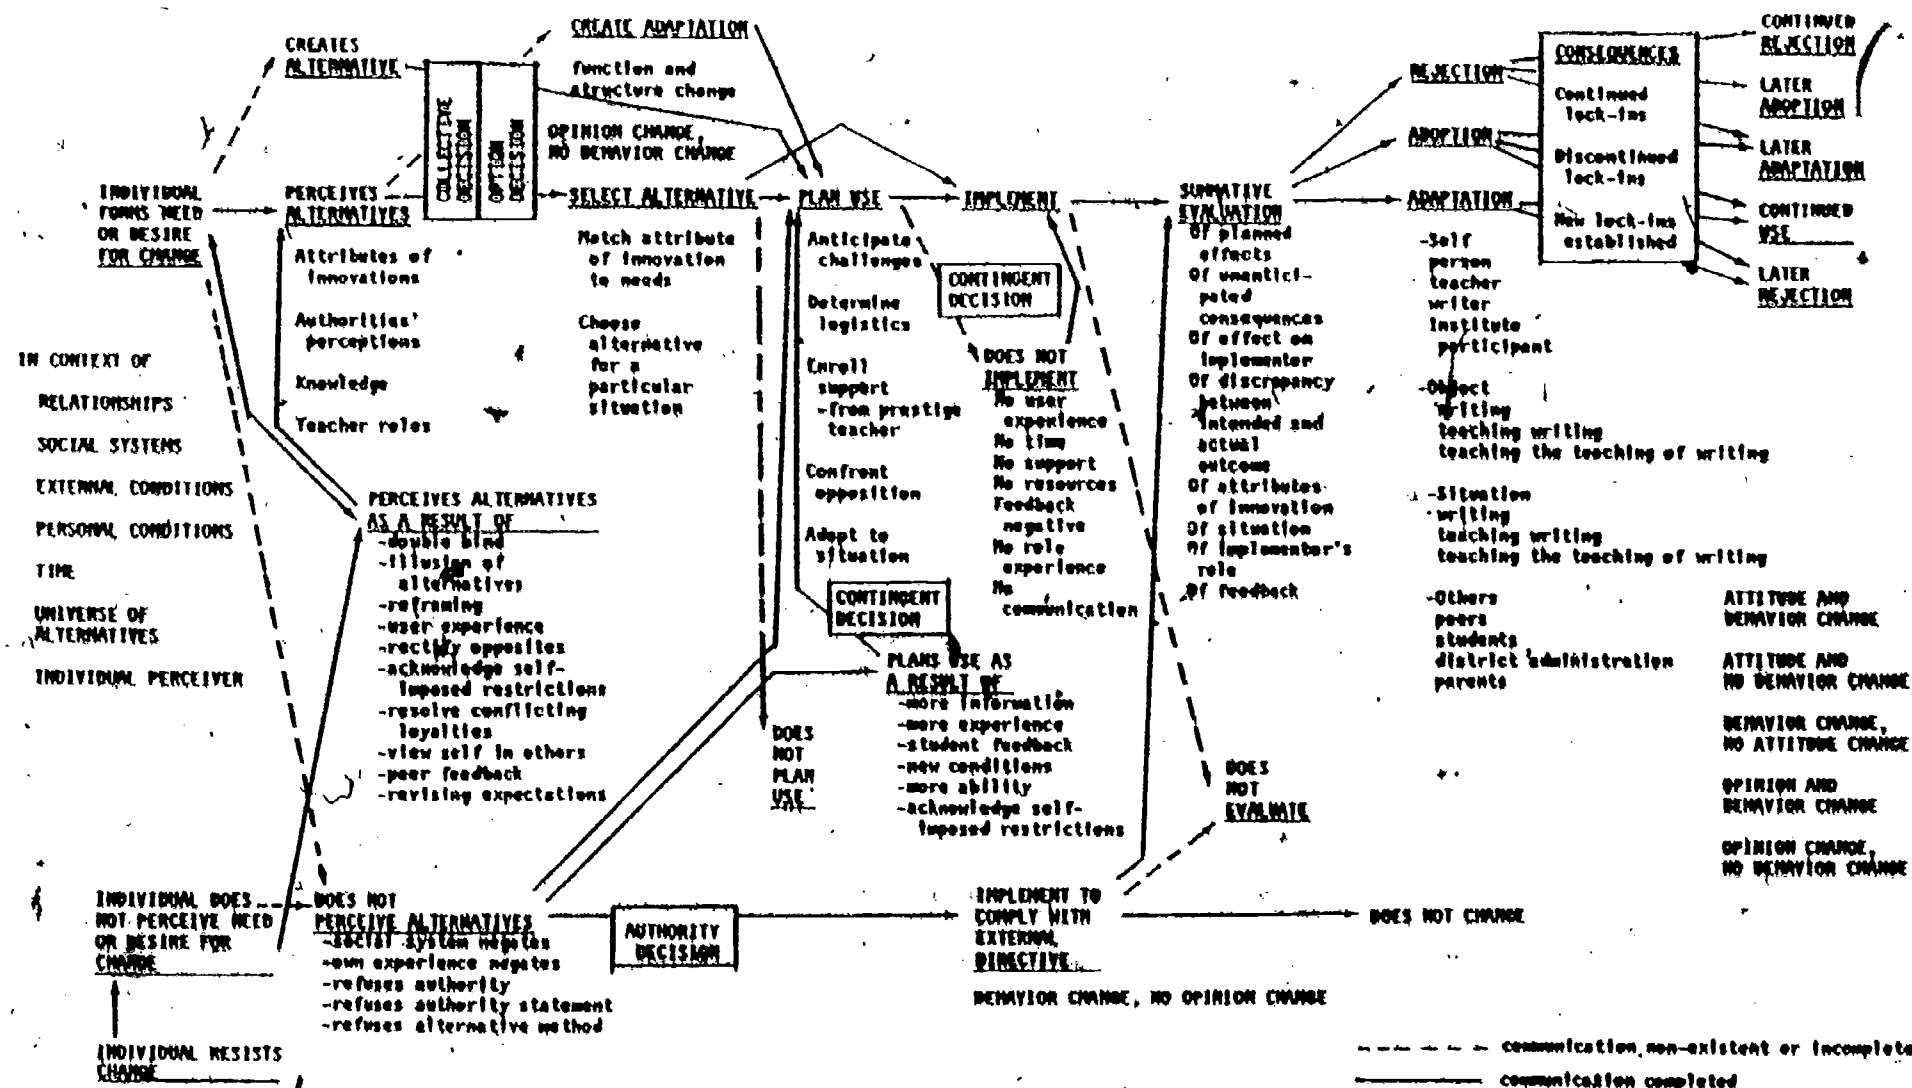 CREATES
ALTERNATIVE
CREATE ADAPTATION
function and
structure change
OPINION CHANGE,
NO BEHAVIOR CHANGE
COLLECTIVE
DECISION
OPTION
DECISION
INDIVIDUAL
FORMS NEED
OR DESIRE
FOR CHANGE
PERCEIVES
ALTERNATIVES
Attributes of
innovations
Authorities'
perceptions
Knowledge
Teacher roles
SELECT ALTERNATIVE
Match attribute
of innovation
to needs
Choose
alternative
for a
particular
situation
PLAN USE
Anticipate
challenges
Determine
logistics
Enroll
support
-from prestige
teacher
Confront
opposition
Adapt to
situation
CONTINGENT
DECISION
IMPLEMENT
CONTINGENT
DECISION
DOES NOT
IMPLEMENT
No user
experience
No time
No support
No resources
Feedback
negative
No role
experience
No
communication
SUMMATIVE
EVALUATION
Of planned
effects
Of unantici-
pated
consequences
Of effect on
implementer
Of discrepancy
between
intended and
actual
outcome
Of attributes
of innovation
Of situation
Of implementer's
role
Of feedback
REJECTION
ADOPTION
ADAPTATION
-Self
person
teacher
writer
Institute
participant
-Object
writing
teaching writing
teaching the teaching of writing
-Situation
writing
teaching writing
teaching the teaching of writing
-Others
peers
students
district administration
parents
CONSEQUENCES
Continued
lock-ins
Discontinued
lock-ins
New lock-ins
established
CONTINUED
REJECTION
LATER
ADOPTION
LATER
ADAPTATION
CONTINUED
USE
LATER
REJECTION
IN CONTEXT OF
RELATIONSHIPS
SOCIAL SYSTEMS
EXTERNAL CONDITIONS
PERSONAL CONDITIONS
TIME
UNIVERSE OF
ALTERNATIVES
INDIVIDUAL PERCEIVER
PERCEIVES ALTERNATIVES
AS A RESULT OF
-double bind
-illusion of
alternatives
-reframing
-user experience
-rectify opposites
-acknowledge self-
imposed restrictions
-resolve conflicting
loyalties
-view self in others
-peer feedback
-revising expectations
DOES
NOT
PLAN
USE
PLANS USE AS
A RESULT OF
-more information
-more experience
-student feedback
-new conditions
-more ability
-acknowledge self-
imposed restrictions
DOES
NOT
EVALUATE
ATTITUDE AND
BEHAVIOR CHANGE
ATTITUDE AND
NO BEHAVIOR CHANGE
BEHAVIOR CHANGE,
NO ATTITUDE CHANGE
OPINION AND
BEHAVIOR CHANGE
OPINION CHANGE,
NO BEHAVIOR CHANGE
INDIVIDUAL DOES
NOT PERCEIVE NEED
OR DESIRE FOR
CHANGE
INDIVIDUAL RESISTS
CHANGE
DOES NOT
PERCEIVE ALTERNATIVES
-social system negates
-own experience negates
-refuses authority
-refuses authority statement
-refuses alternative method
AUTHORITY
DECISION
IMPLEMENT TO
COMPLY WITH
EXTERNAL
DIRECTIVE
BEHAVIOR CHANGE, NO OPINION CHANGE
DOES NOT CHANGE
communication non-existent or incomplete
communication completed